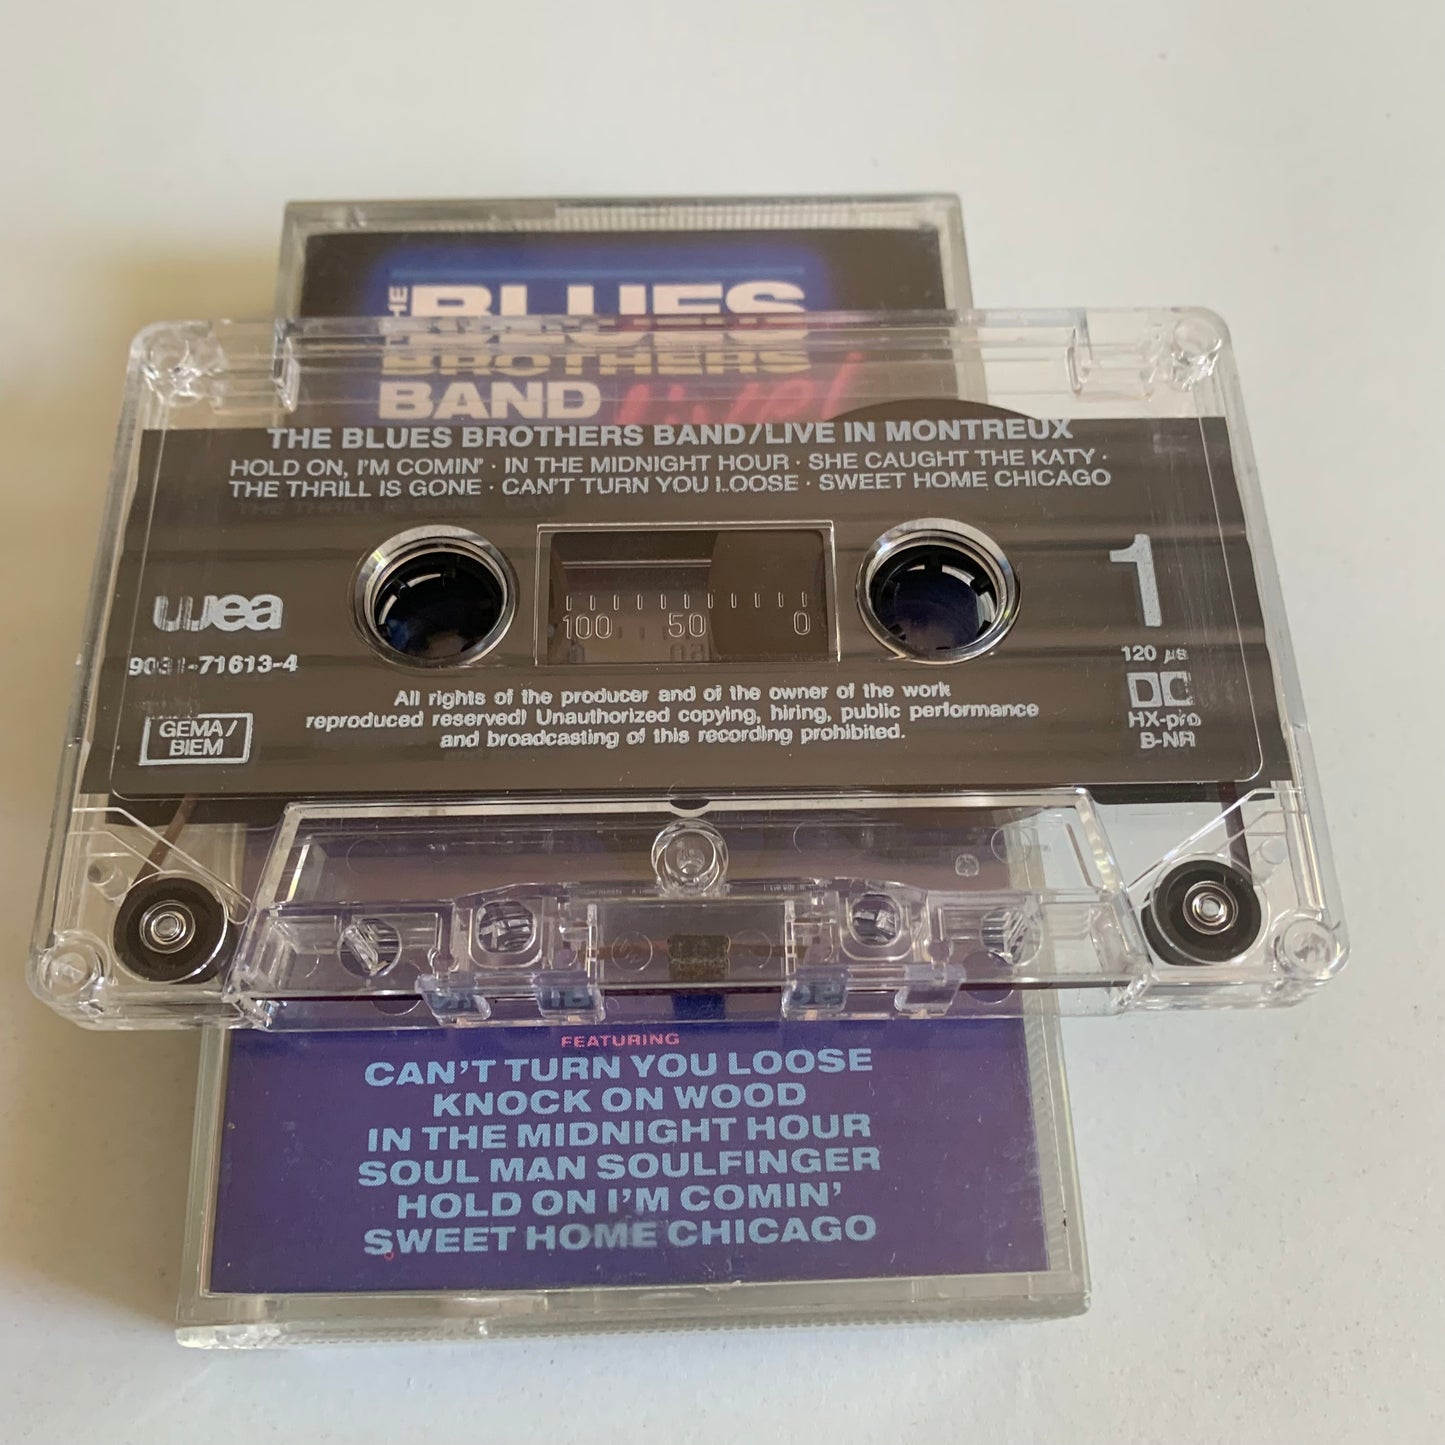 THE
BLUES
BROTHERS
BAND Live!
THE BLUES BROTHERS BAND/LIVE IN MONTREUX
HOLD ON, I'M COMIN' · IN THE MIDNIGHT HOUR · SHE CAUGHT THE KATY ·
THE THRILL IS GONE · CAN'T TURN YOU LOOSE · SWEET HOME CHICAGO
1
100 50 0
wea
9031-71613-4
120 µs
GEMA/
BIEM
All rights of the producer and of the owner of the work
reproduced reserved! Unauthorized copying, hiring, public performance
and broadcasting of this recording prohibited.
HX-pro
B-NR
FEATURING
CAN'T TURN YOU LOOSE
KNOCK ON WOOD
IN THE MIDNIGHT HOUR
SOUL MAN SOULFINGER
HOLD ON I'M COMIN'
SWEET HOME CHICAGO